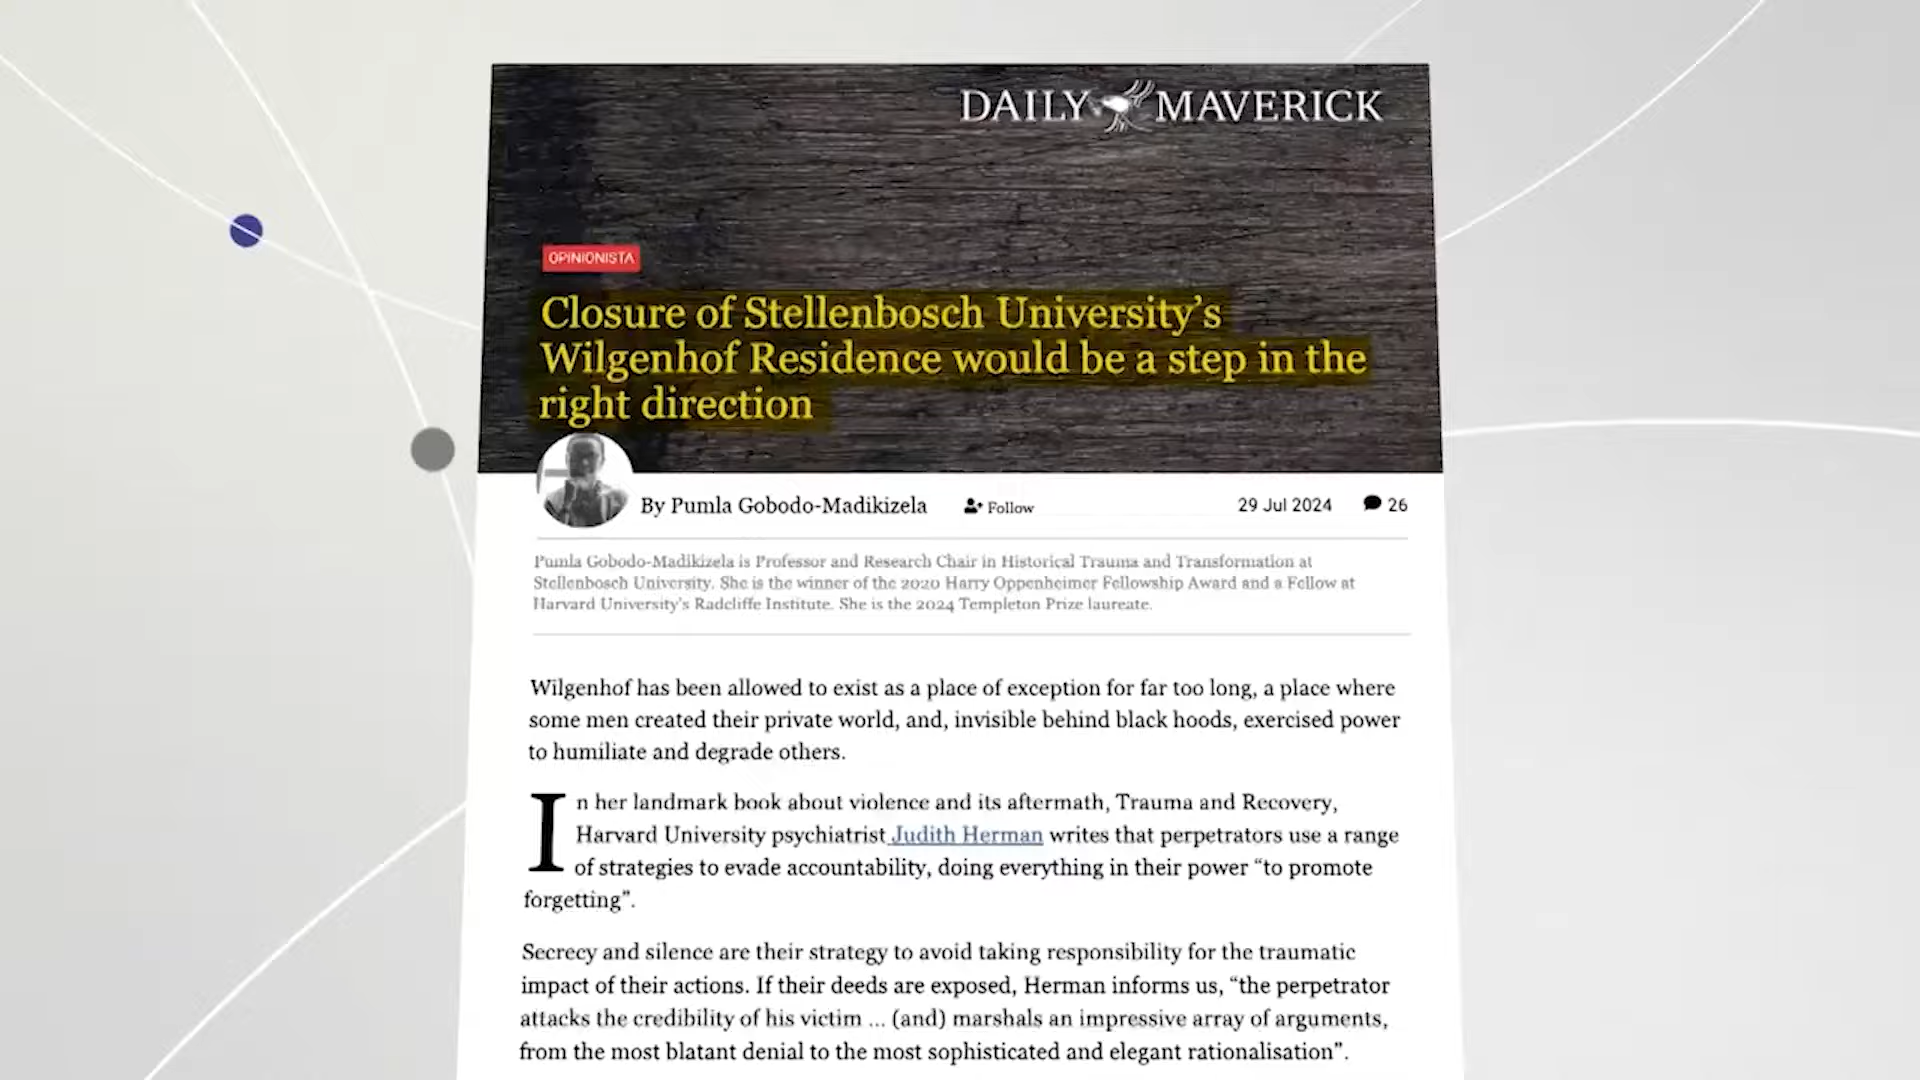 DAILY MAVERICK
OPINIONISTA
Closure of Stellenbosch University’s
Wilgenhof Residence would be a step in the
right direction
By Pumla Gobodo-Madikizela Follow 29 Jul 2024 26
Pumla Gobodo-Madikizela is Professor and Research Chair in Historical Trauma and Transformation at
Stellenbosch University. She is the winner of the 2020 Harry Oppenheimer Fellowship Award and a Fellow at
Harvard University’s Radcliffe Institute. She is the 2024 Templeton Prize laureate.
Wilgenhof has been allowed to exist as a place of exception for far too long, a place where
some men created their private world, and, invisible behind black hoods, exercised power
to humiliate and degrade others.
In her landmark book about violence and its aftermath, Trauma and Recovery,
Harvard University psychiatrist Judith Herman writes that perpetrators use a range
of strategies to evade accountability, doing everything in their power “to promote
forgetting”.
Secrecy and silence are their strategy to avoid taking responsibility for the traumatic
impact of their actions. If their deeds are exposed, Herman informs us, “the perpetrator
attacks the credibility of his victim ... (and) marshals an impressive array of arguments,
from the most blatant denial to the most sophisticated and elegant rationalisation”.